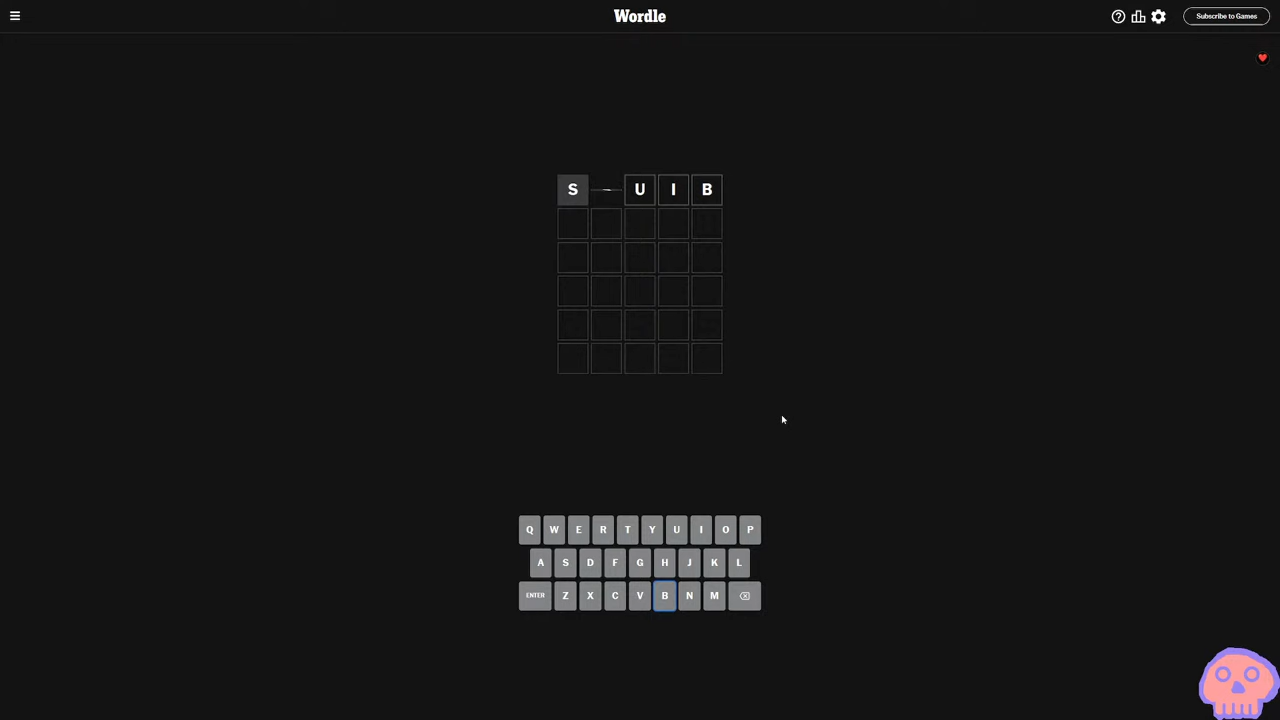 Wordle
Subscribe to Games
S U I B
Q W E R T Y U I O P
A S D F G H J K L
ENTER Z X C V B N M